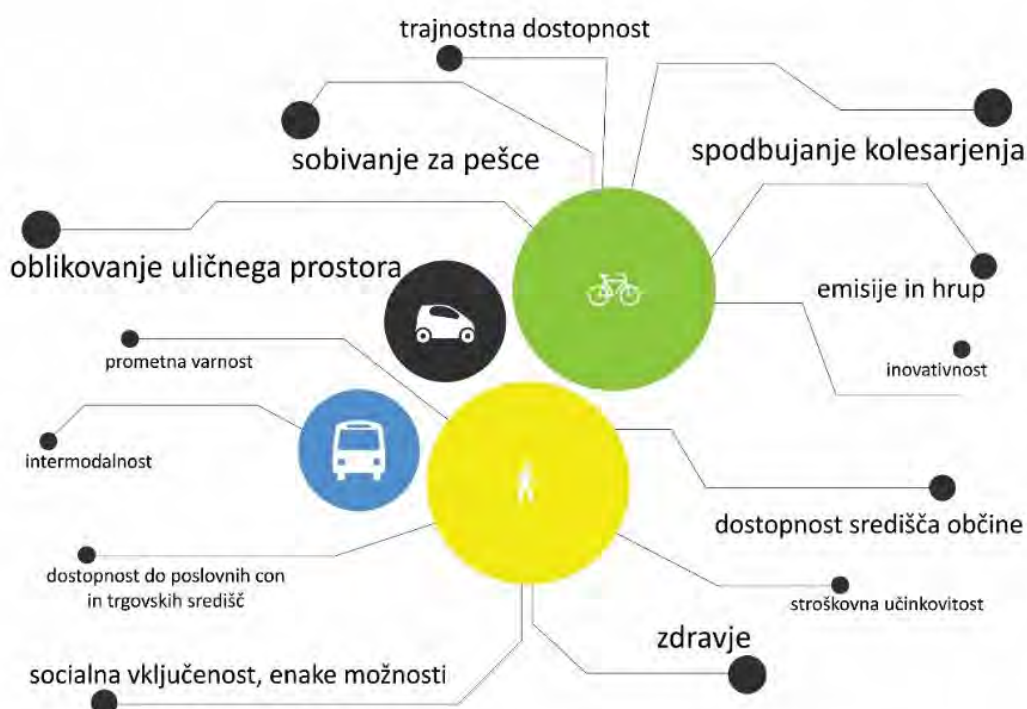 trajnostna dostopnost
sobivanje za pešce
spodbujanje kolesarjenja
oblikovanje uličnega prostora
emisije in hrup
prometna varnost
inovativnost
intermodalnost
dostopnost središča občine
dostopnost do poslovnih con
in trgovskih središč
stroškovna učinkovitost
zdravje
socialna vključenost, enake možnosti